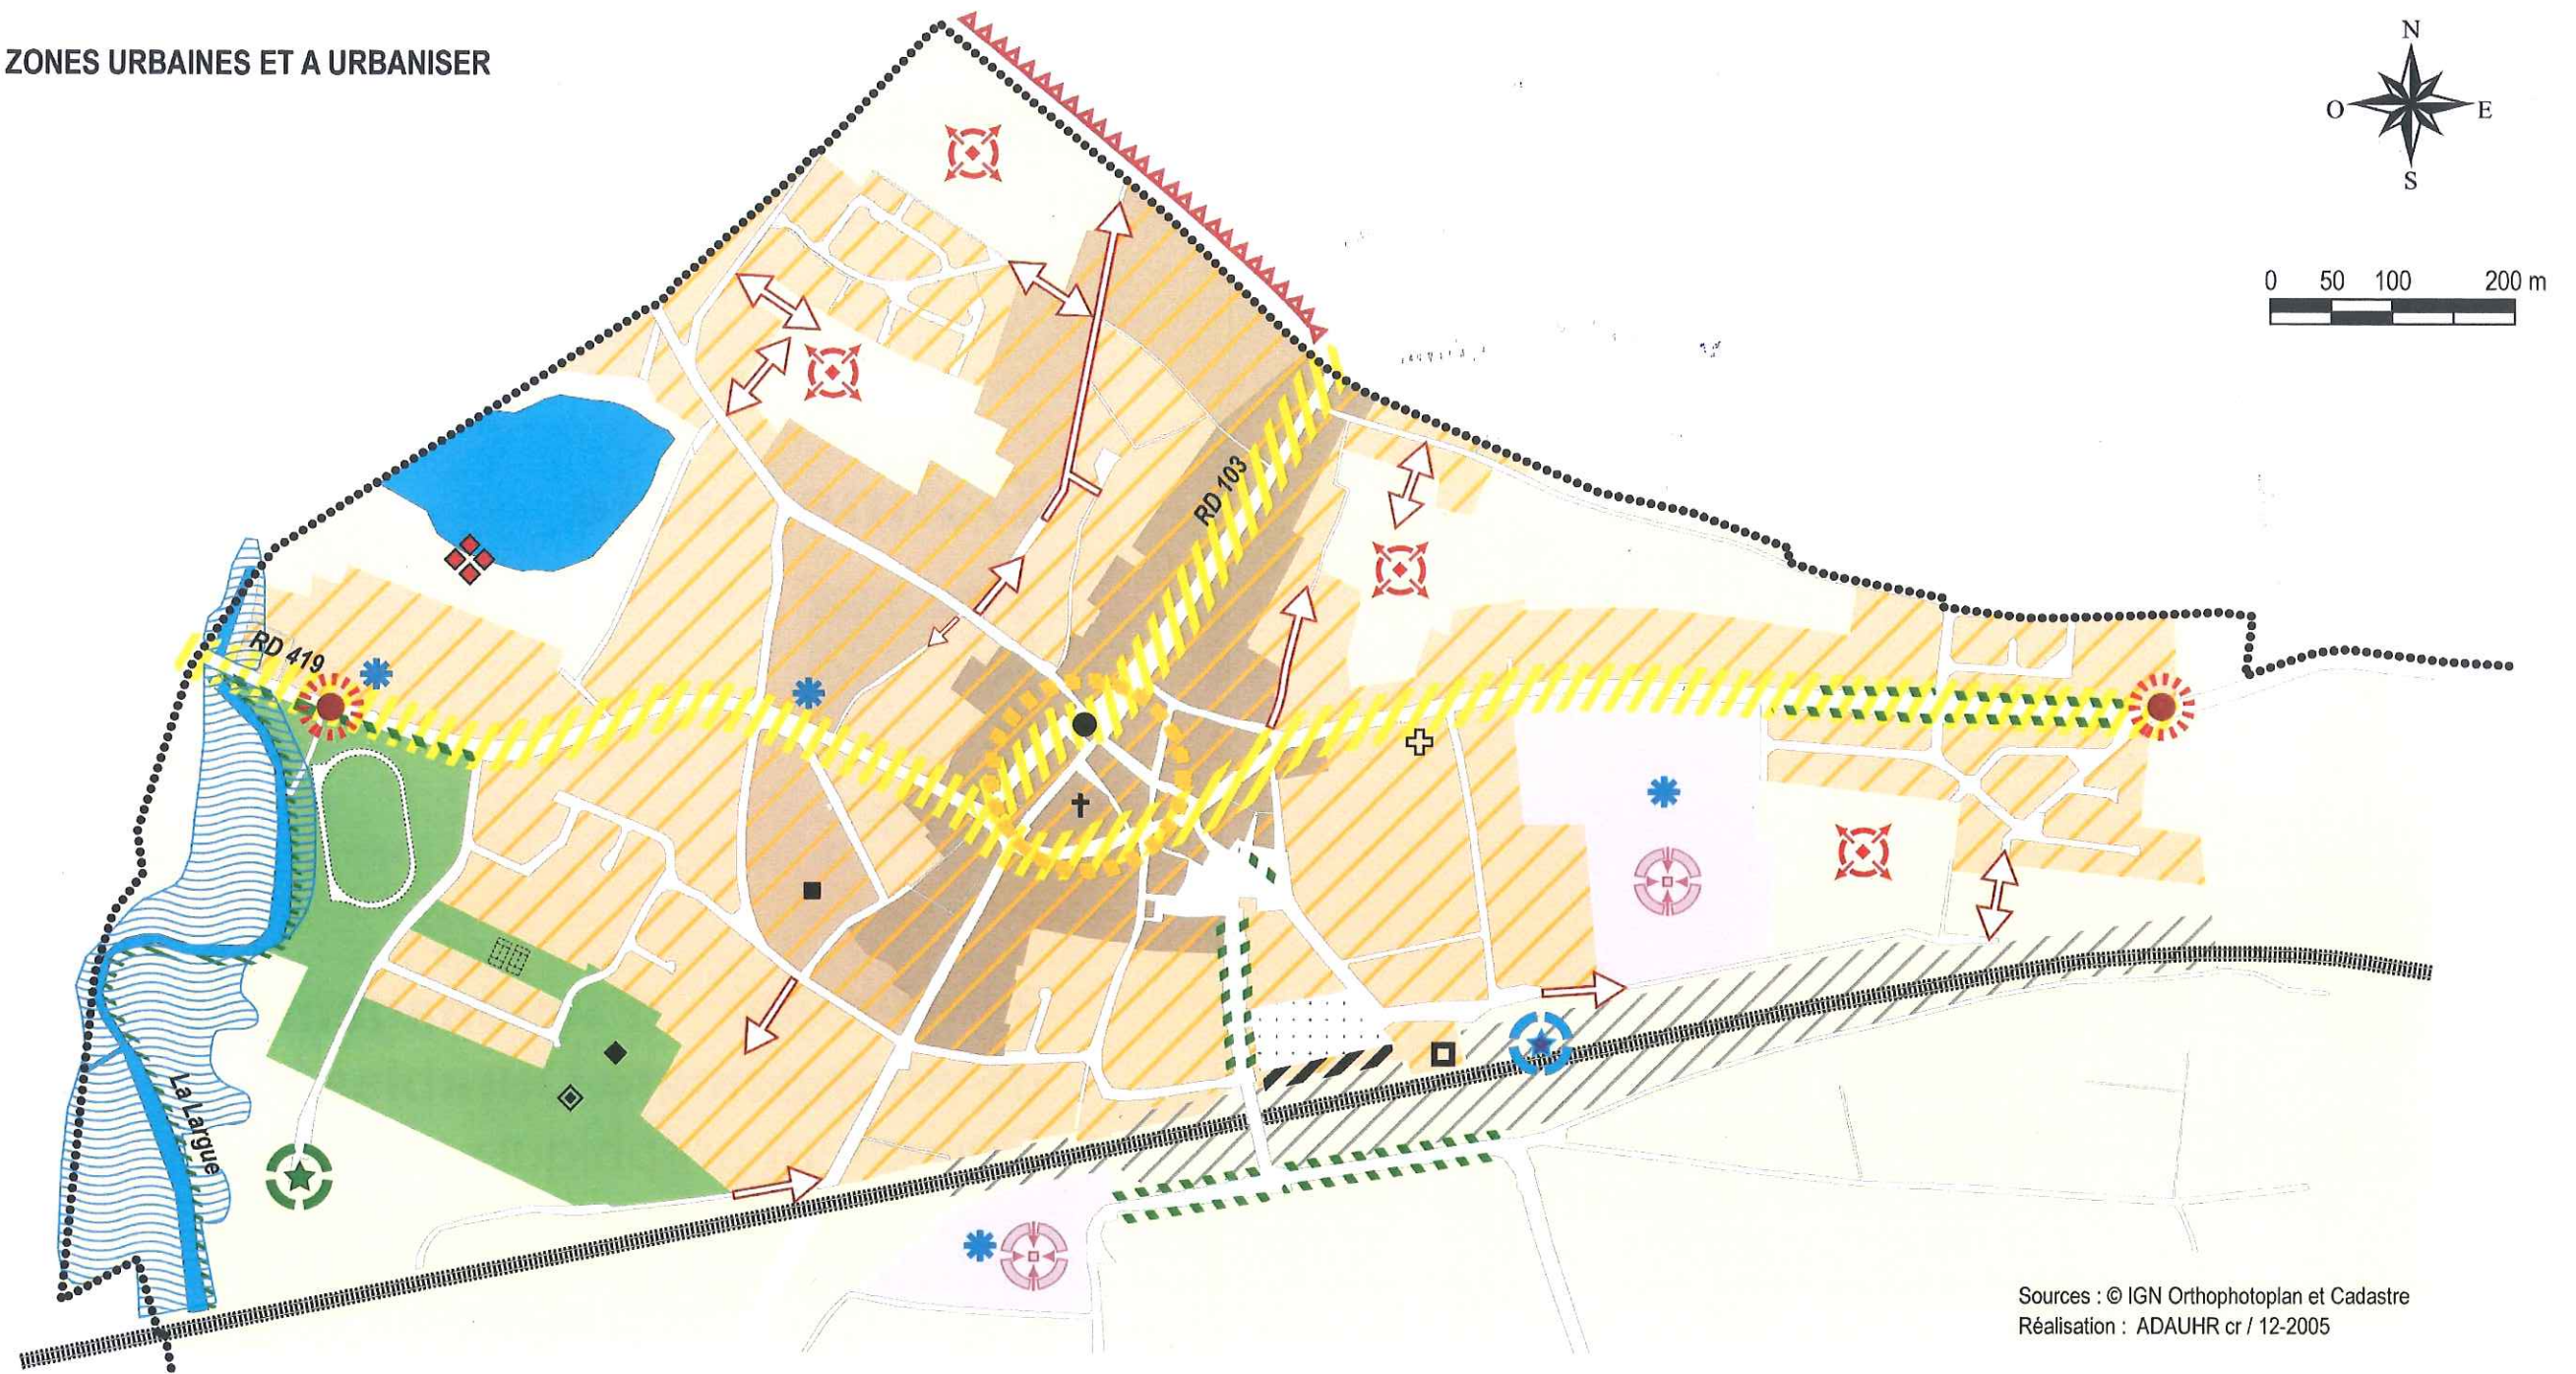 ZONES URBAINES ET A URBANISER
N
O
E
S
0 50 100 200 m
RD 103
RD 419
La Largue
Sources : © IGN Orthophotoplan et Cadastre
Réalisation : ADAUHR cr / 12-2005